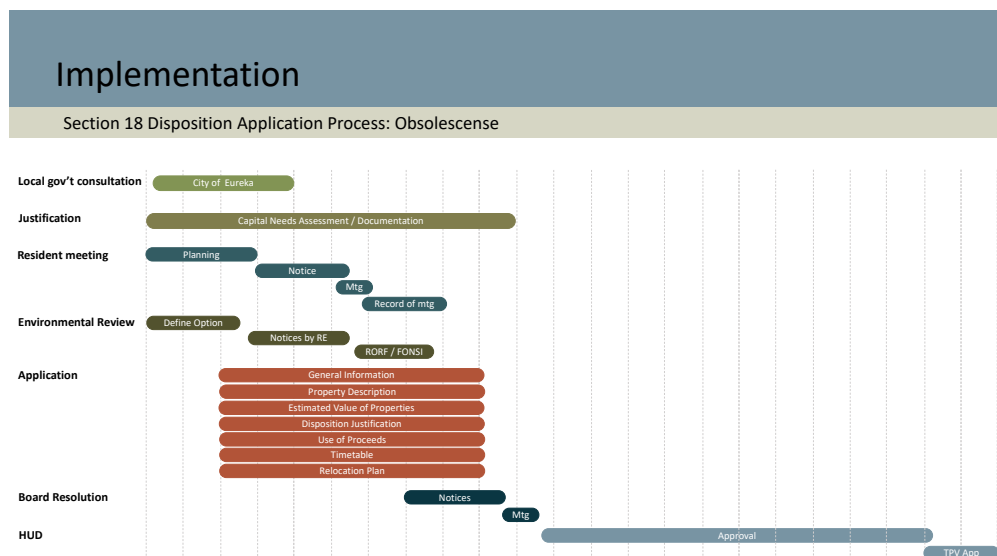 Implementation
Section 18 Disposition Application Process: Obsolescense
Local gov't consultation
City of Eureka
Justification
Capital Needs Assessment / Documentation
Resident meeting
Planning
Notice
Mtg
Record of mtg
Environmental Review
Define Option
Notices by RE
RORF / FONSI
Application
General Information
Property Description
Estimated Value of Properties
Disposition Justification
Use of Proceeds
Timetable
Relocation Plan
Board Resolution
Notices
Mtg
HUD
Approval
TPV App